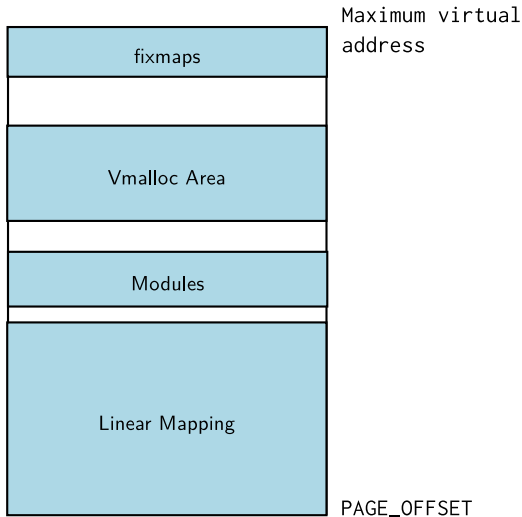 Maximum virtual
address
fixmaps
Vmalloc Area
Modules
Linear Mapping
PAGE_OFFSET